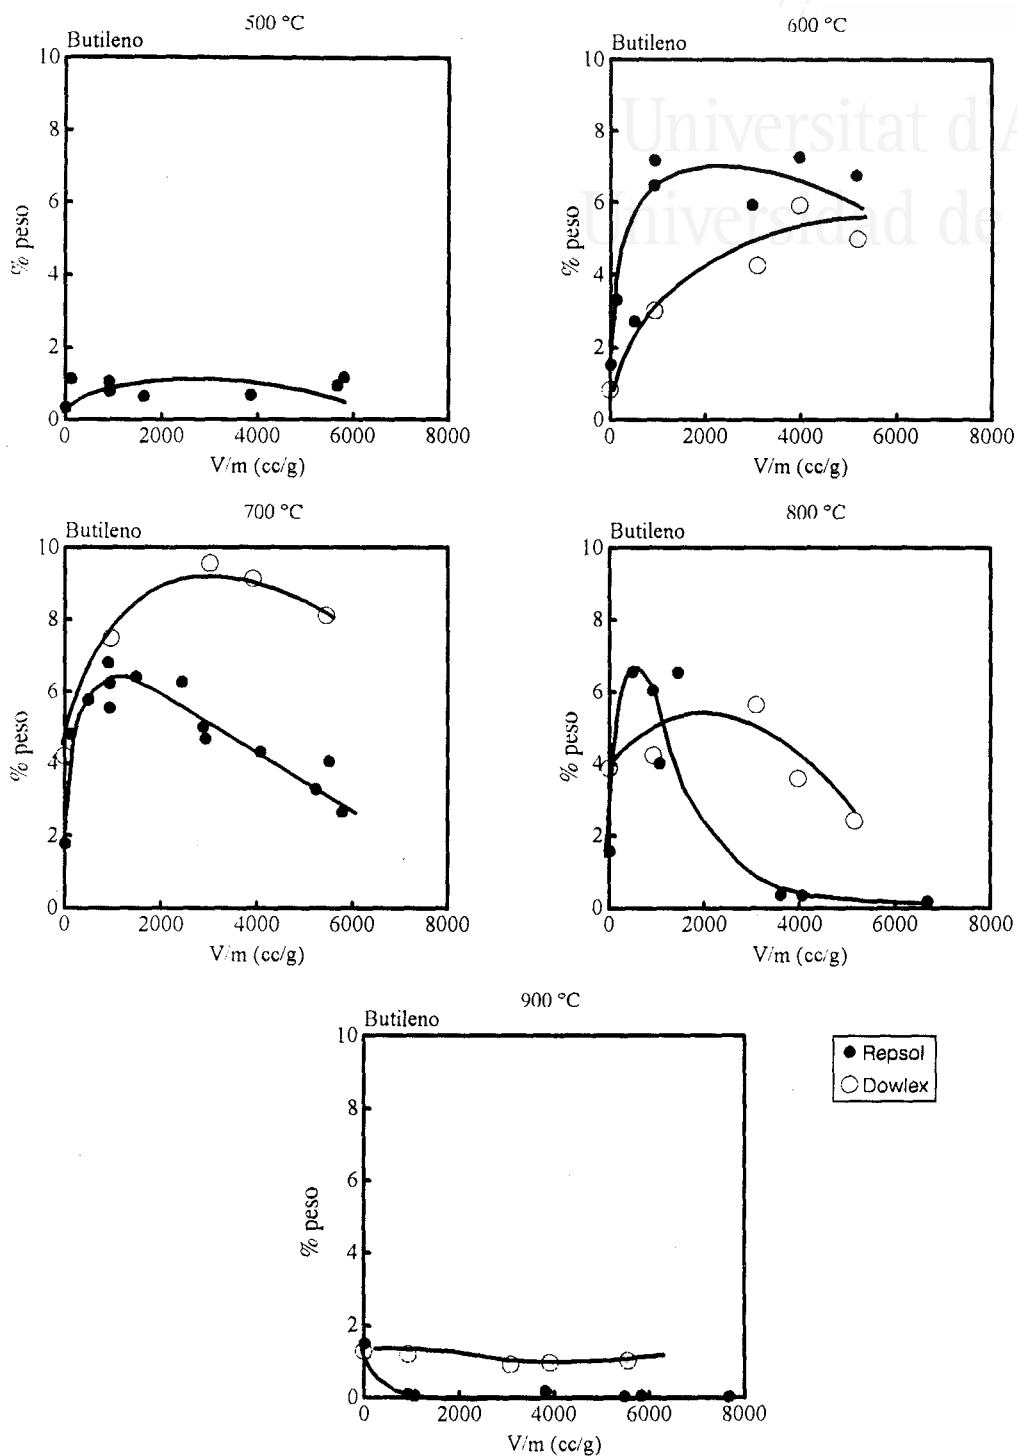 500 °C
Butileno
10
8
6
4
2
0
% peso
0 2000 4000 6000 8000
V/m (cc/g)
600 °C
Butileno
10
8
6
4
2
0
% peso
0 2000 4000 6000 8000
V/m (cc/g)
Universitat d'A
Universidad de
700 °C
Butileno
10
8
6
4
2
0
% peso
0 2000 4000 6000 8000
V/m (cc/g)
800 °C
Butileno
10
8
6
4
2
0
% peso
0 2000 4000 6000 8000
V/m (cc/g)
900 °C
Butileno
10
8
6
4
2
0
% peso
0 2000 4000 6000 8000
V/m (cc/g)
Repsol
Dowlex